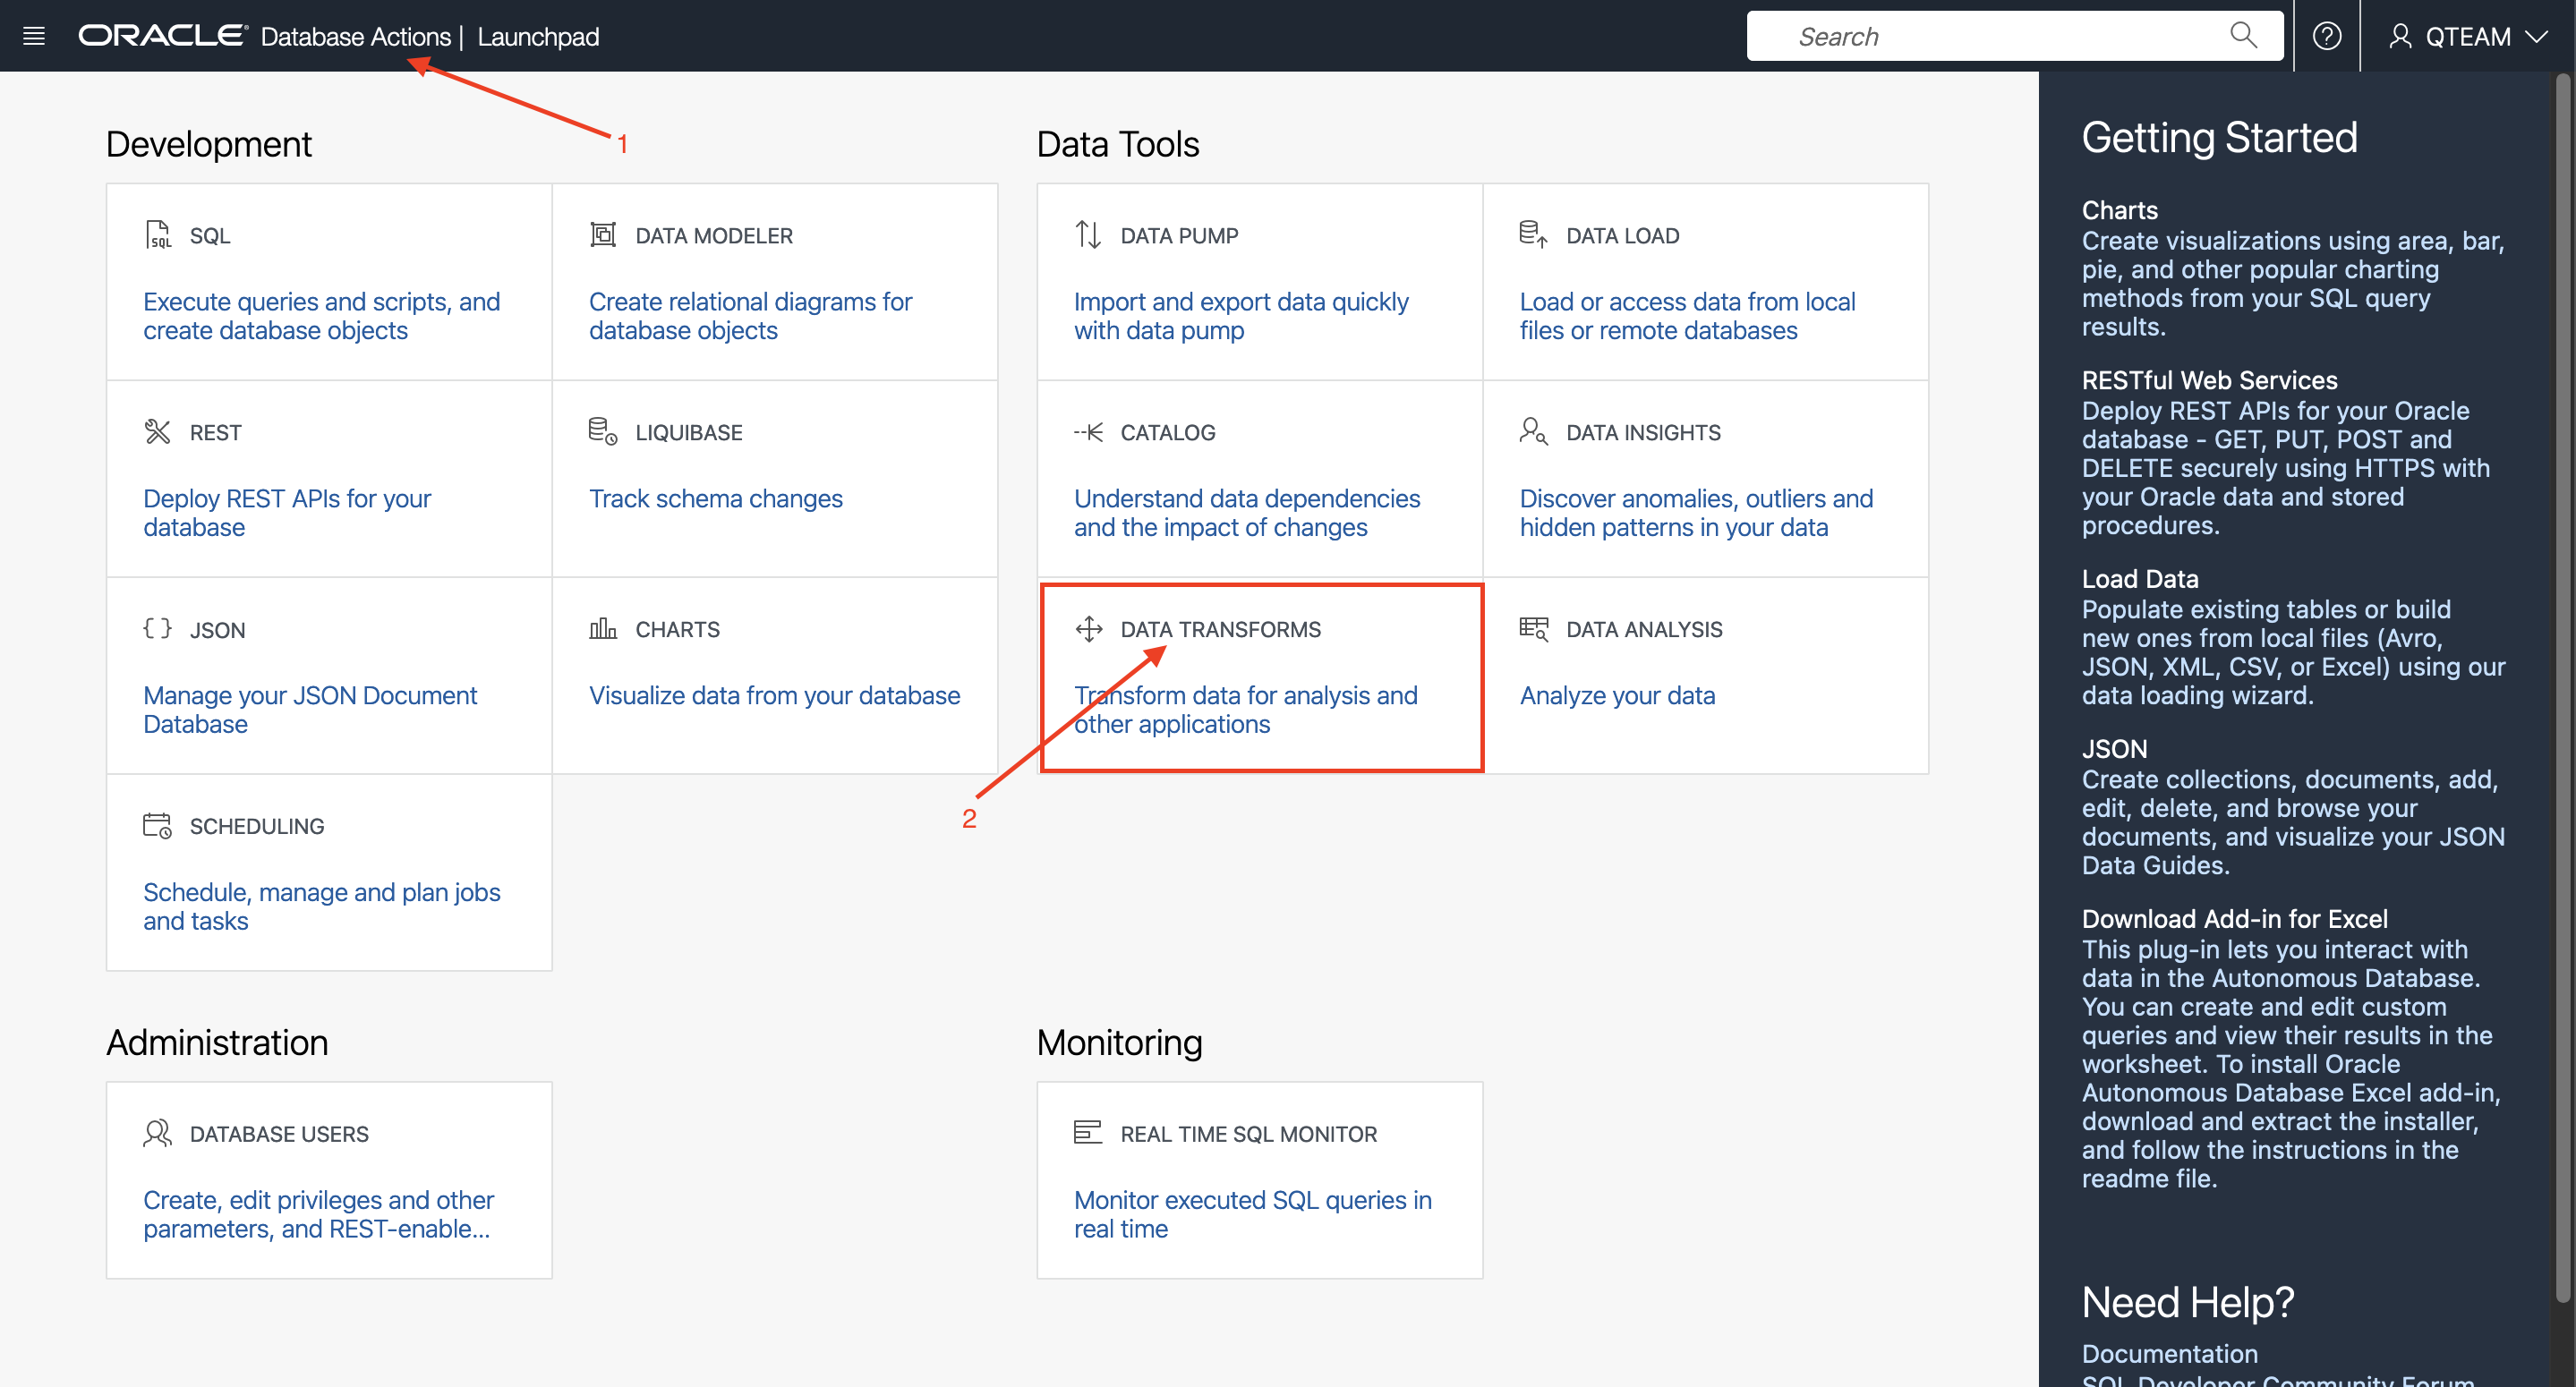 ORACLE® Database Actions | Launchpad
Search
QTEAM
1
Development
SQL
Execute queries and scripts, and
create database objects
DATA MODELER
Create relational diagrams for
database objects
REST
Deploy REST APIs for your
database
LIQUIBASE
Track schema changes
JSON
Manage your JSON Document
Database
CHARTS
Visualize data from your database
SCHEDULING
Schedule, manage and plan jobs
and tasks
Data Tools
DATA PUMP
Import and export data quickly
with data pump
DATA LOAD
Load or access data from local
files or remote databases
CATALOG
Understand data dependencies
and the impact of changes
DATA INSIGHTS
Discover anomalies, outliers and
hidden patterns in your data
DATA TRANSFORMS
Transform data for analysis and
other applications
2
DATA ANALYSIS
Analyze your data
Administration
DATABASE USERS
Create, edit privileges and other
parameters, and REST-enable...
Monitoring
REAL TIME SQL MONITOR
Monitor executed SQL queries in
real time
Getting Started
Charts
Create visualizations using area, bar,
pie, and other popular charting
methods from your SQL query
results.
RESTful Web Services
Deploy REST APIs for your Oracle
database - GET, PUT, POST and
DELETE securely using HTTPS with
your Oracle data and stored
procedures.
Load Data
Populate existing tables or build
new ones from local files (Avro,
JSON, XML, CSV, or Excel) using our
data loading wizard.
JSON
Create collections, documents, add,
edit, delete, and browse your
documents, and visualize your JSON
Data Guides.
Download Add-in for Excel
This plug-in lets you interact with
data in the Autonomous Database.
You can create and edit custom
queries and view their results in the
worksheet. To install Oracle
Autonomous Database Excel add-in,
download and extract the installer,
and follow the instructions in the
readme file.
Need Help?
Documentation
SQL Developer Community Forum